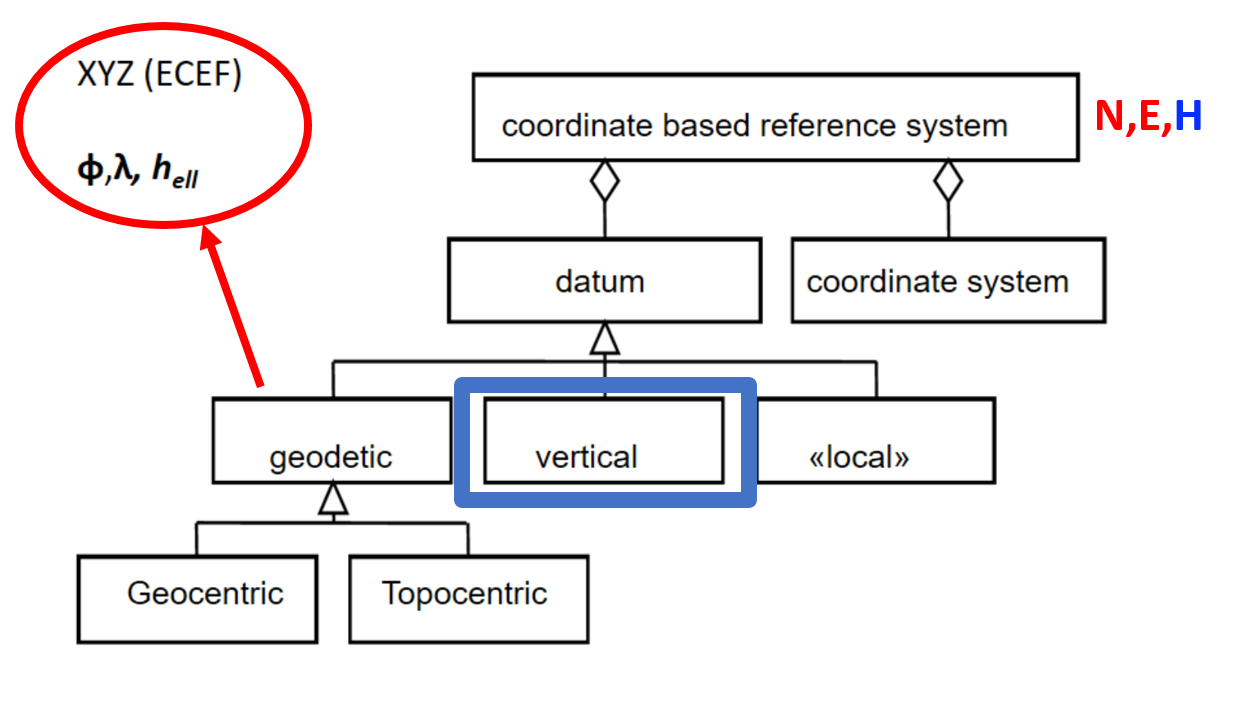 XYZ (ECEF)
ϕ,λ, hell
coordinate based reference system
N,E,H
datum
coordinate system
geodetic
vertical
«local»
Geocentric
Topocentric